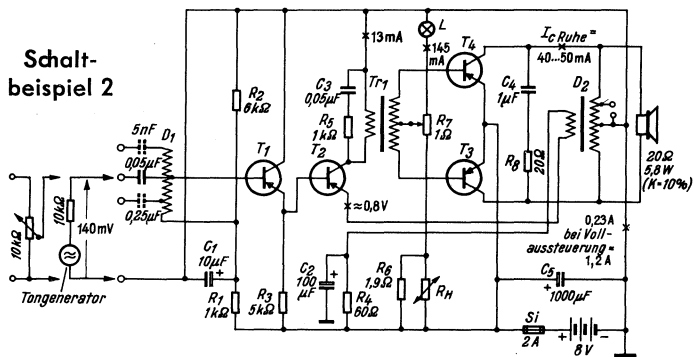 Schalt-
beispiel 2
5nF
D1
0,05µF
0,25µF
10kΩ
10kΩ
140mV
Tongenerator
C1
10µF
+
R1
1kΩ
R2
6kΩ
T1
R3
5kΩ
T2
C3
0,05µF
R5
1kΩ
13mA
Tr1
L
145
mA
R7
1Ω
T4
T3
≈0,8V
C2
100
µF
+
R4
60Ω
R6
1,9Ω
RH
Ic Ruhe =
40...50mA
C4
1µF
R8
20Ω
D2
20Ω
5,8W
(K=10%)
0,23A
bei Voll-
aussteuerung =
1,2A
C5
+
1000µF
Si
2A
+
−
8V